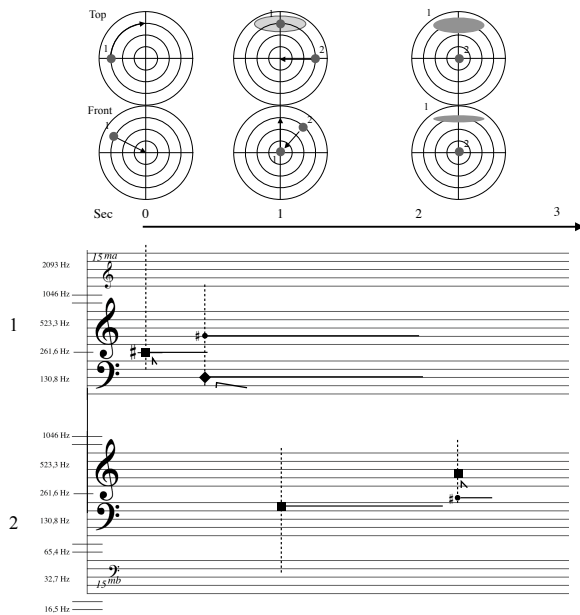 Top
1
1
2
1
2
Front
1
2
1
1
2
Sec 0 1 2 3
15ma
2093 Hz
1046 Hz
1
523,3 Hz
261,6 Hz
130,8 Hz
1046 Hz
523,3 Hz
261,6 Hz
2
130,8 Hz
65,4 Hz
32,7 Hz
15mb
16,5 Hz